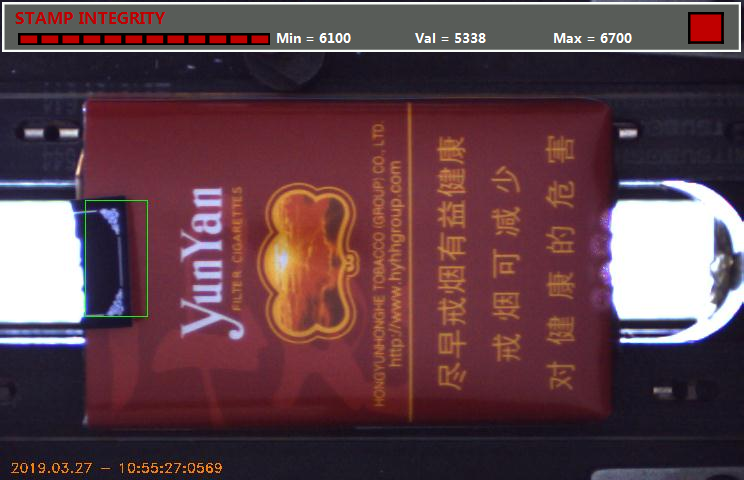 STAMP INTEGRITY
Min = 6100 Val = 5338 Max = 6700
YunYan
FILTER CIGARETTES
HONGYUNHONGHE TOBACCO (GROUP) CO., LTD.
http://www.hyhhgroup.com
尽早戒烟有益健康
戒烟可减少
对健康的危害
2019.03.27 – 10:55:27:0569